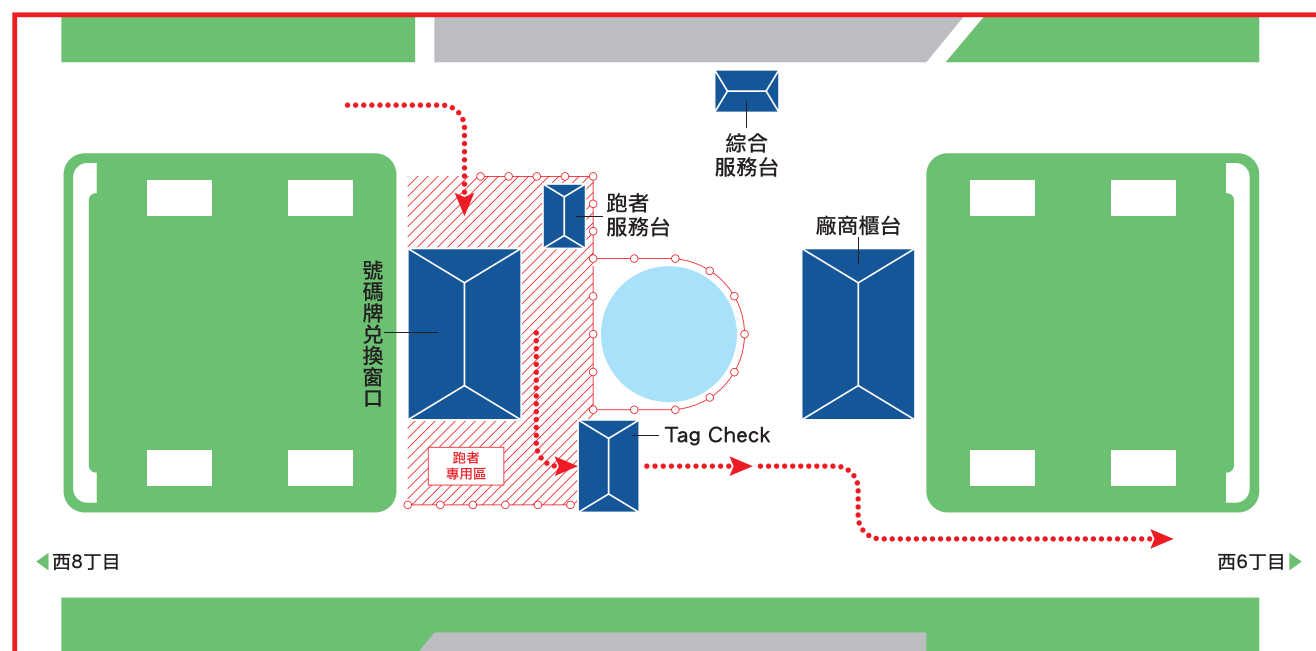 綜合
服務台
跑者
服務台
廠商櫃台
號碼牌兌換窗口
Tag Check
跑者
專用區
西8丁目
西6丁目